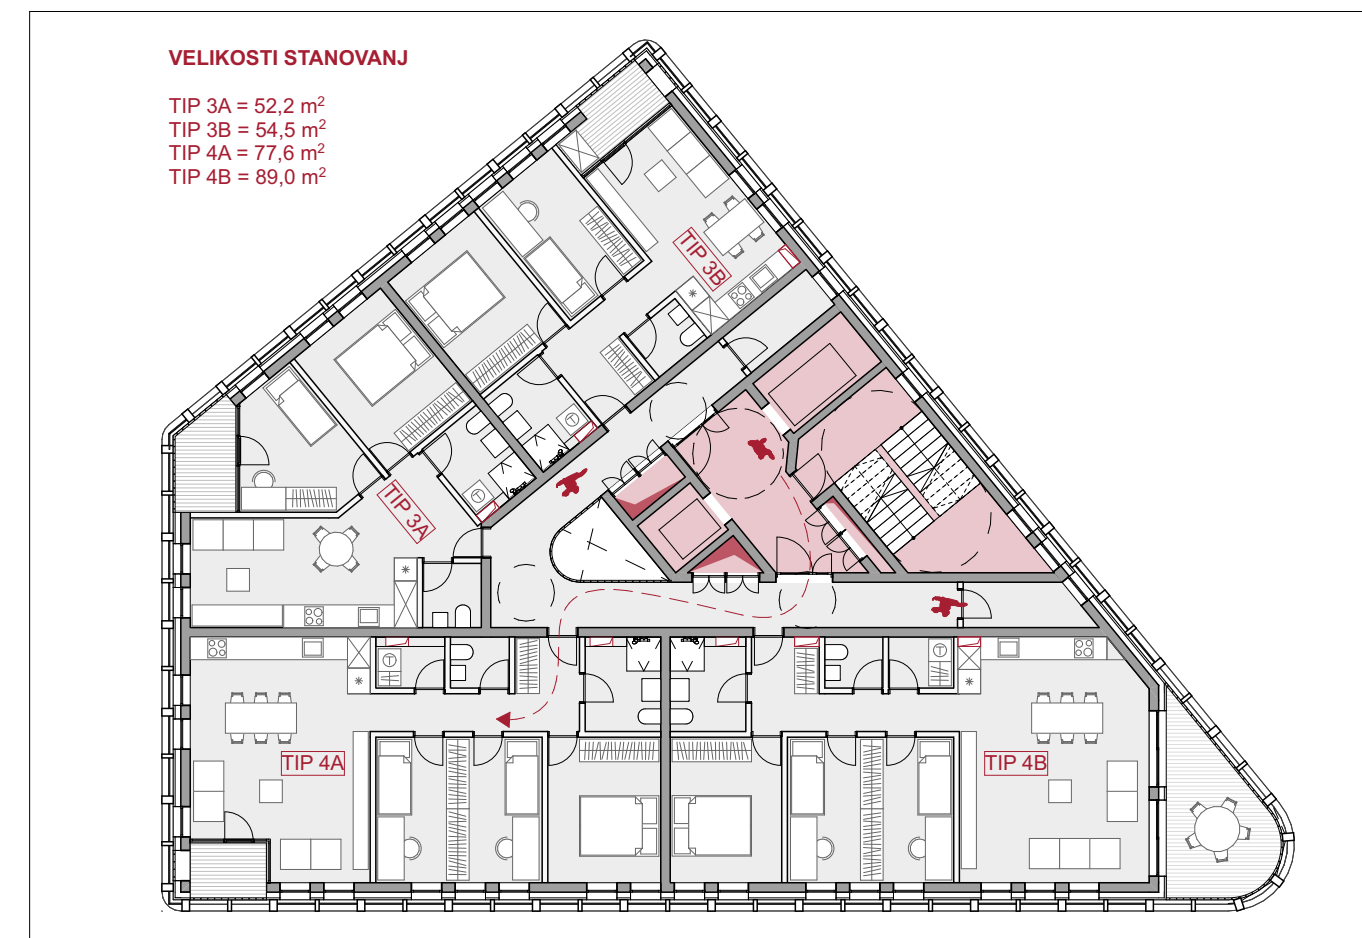 VELIKOSTI STANOVANJ
TIP 3A = 52,2 m²
TIP 3B = 54,5 m²
TIP 4A = 77,6 m²
TIP 4B = 89,0 m²
TIP 3B
TIP 3A
TIP 4A
TIP 4B